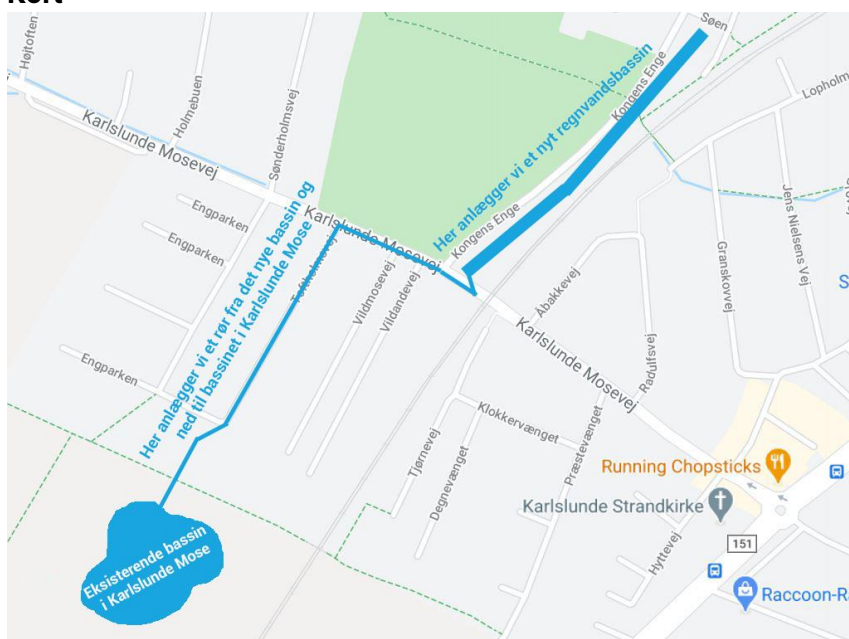 Søen
Højtoften
Holmebuen
Sønderholmsvej
Kongens Enge
Lopholm
Karlslunde Mosevej
Her anlægger vi et nyt regnvandsbassin
Engparken
Karlslunde Mosevej
Kongens Enge
Jens Nielsens Vej
Granskovvej
Engparken
Toftholmsvej
Vildmosevej
Vildandevej
Åbakkevej
S
Her anlægger vi et rør fra det nye bassin og
ned til bassinet i Karlslunde Mose
Karlslunde Mosevej
Radulfsvej
Engparken
Klokkervænget
Tjørnevej
Degnevænget
Præstevænget
Running Chopsticks
Karlslunde Strandkirke
151
Hyttevej
Eksisterende bassin
i Karlslunde Mose
Raccoon-Ra